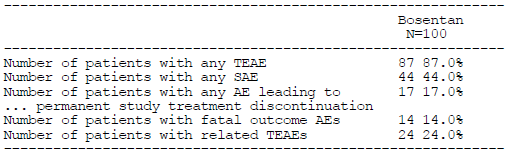 Bosentan
N=100
Number of patients with any TEAE 87 87.0%
Number of patients with any SAE 44 44.0%
Number of patients with any AE leading to 17 17.0%
... permanent study treatment discontinuation
Number of patients with fatal outcome AEs 14 14.0%
Number of patients with related TEAEs 24 24.0%